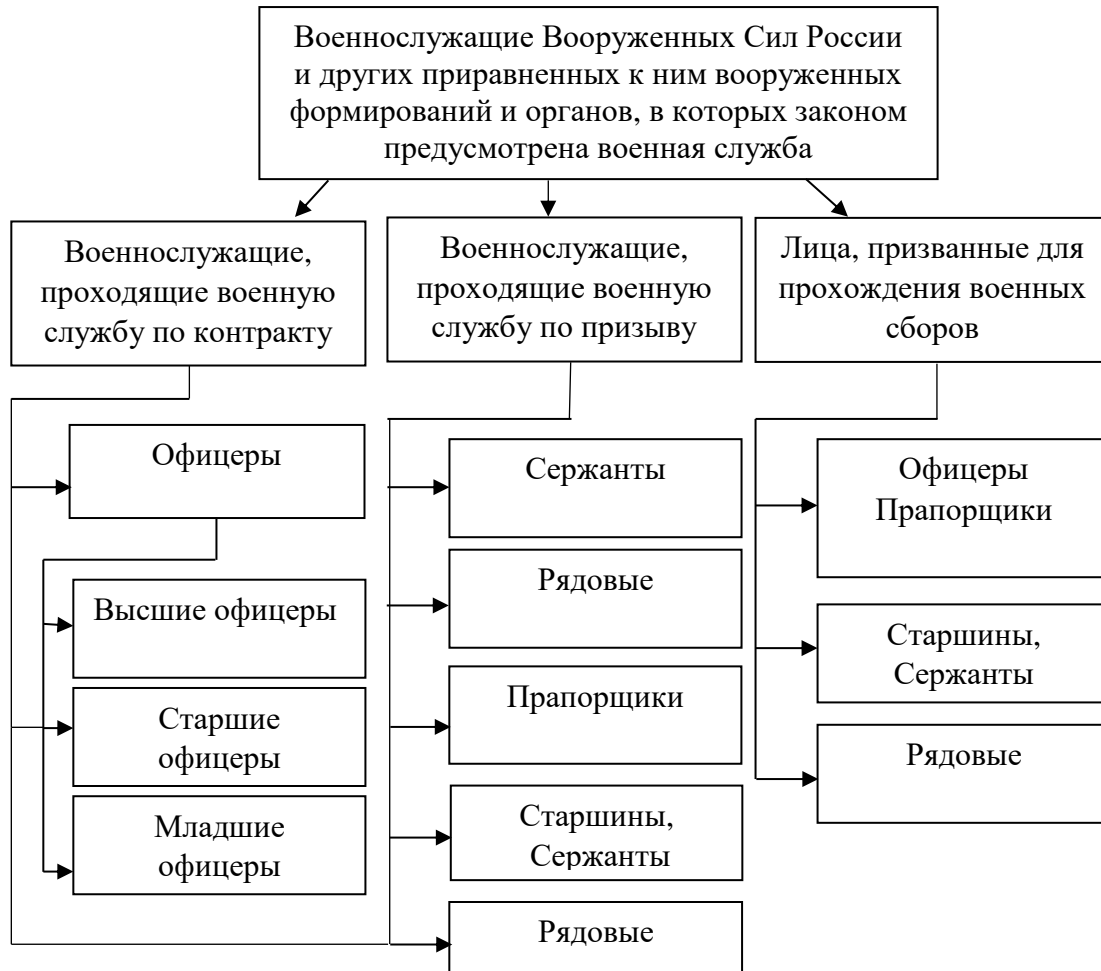 Военнослужащие Вооруженных Сил России
и других приравненных к ним вооруженных
формирований и органов, в которых законом
предусмотрена военная служба
Военнослужащие,
проходящие военную
службу по контракту
Военнослужащие,
проходящие военную
службу по призыву
Лица, призванные для
прохождения военных
сборов
Офицеры
Высшие офицеры
Старшие
офицеры
Младшие
офицеры
Сержанты
Рядовые
Прапорщики
Старшины,
Сержанты
Рядовые
Офицеры
Прапорщики
Старшины,
Сержанты
Рядовые